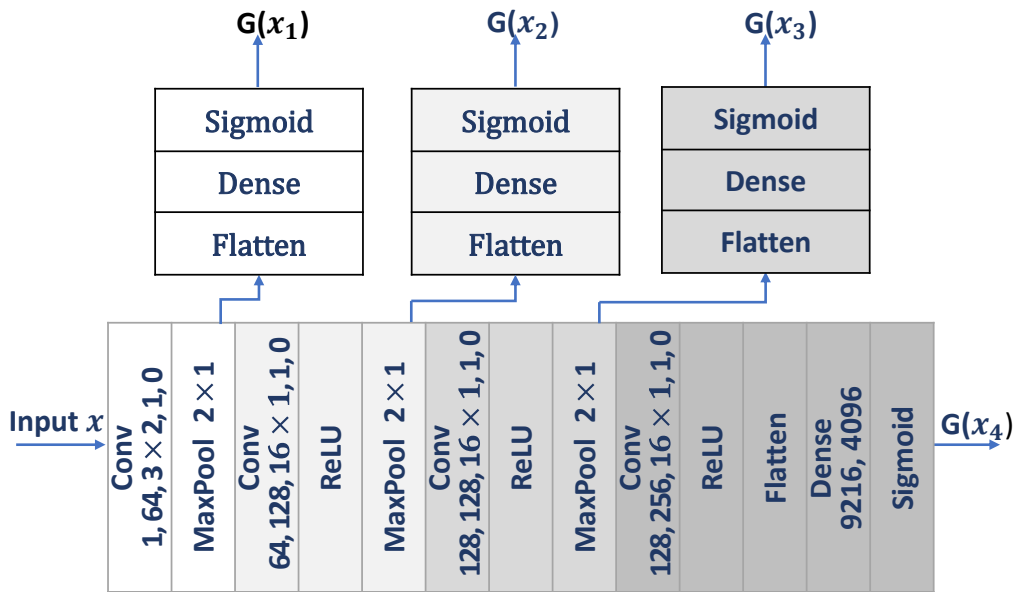 G(x₁)
G(x₂)
G(x₃)
Sigmoid
Dense
Flatten
Sigmoid
Dense
Flatten
Sigmoid
Dense
Flatten
Input x
Conv
1, 64, 3 × 2, 1, 0
MaxPool 2 × 1
Conv
64, 128, 16 × 1, 1, 0
ReLU
MaxPool 2 × 1
Conv
128, 128, 16 × 1, 1, 0
ReLU
MaxPool 2 × 1
Conv
128, 256, 16 × 1, 1, 0
ReLU
Flatten
Dense
9216, 4096
Sigmoid
G(x₄)